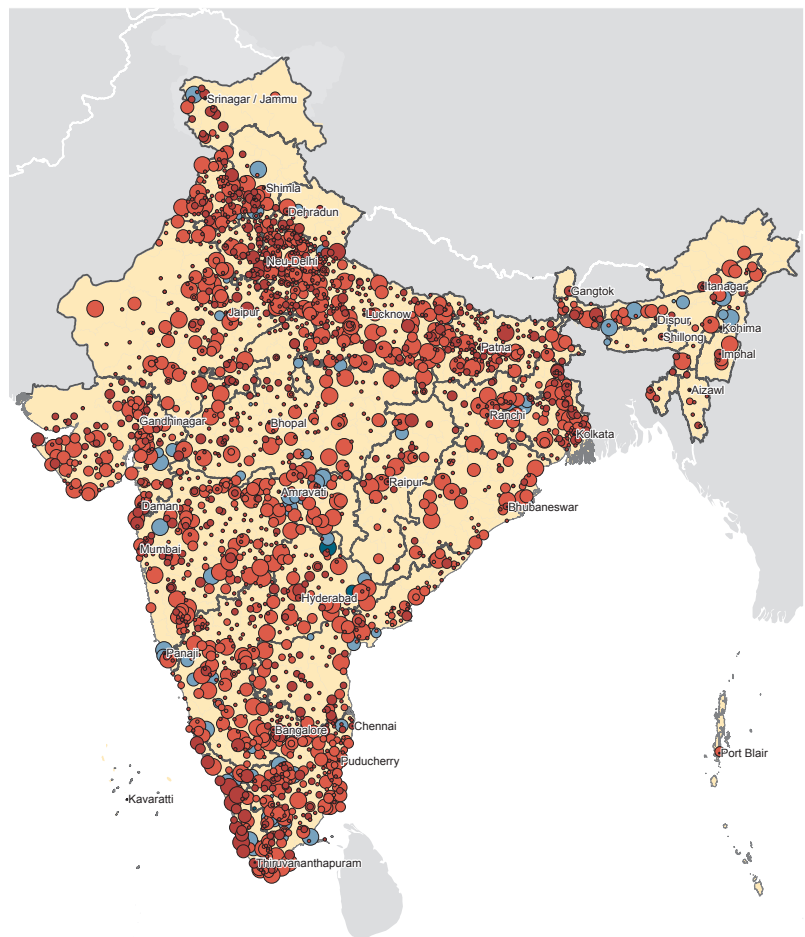 Srinagar / Jammu
Shimla
Dehradun
Neu-Delhi
Gangtok
Itanagar
Jaipur
Lucknow
Dispur
Kohima
Shillong
Patna
Imphal
Aizawl
Gandhinagar
Bhopal
Ranchi
Kolkata
Raipur
Amravati
Daman
Bhubaneswar
Mumbai
Hyderabad
Panaji
Bangalore
Chennai
Port Blair
Puducherry
Kavaratti
Thiruvananthapuram